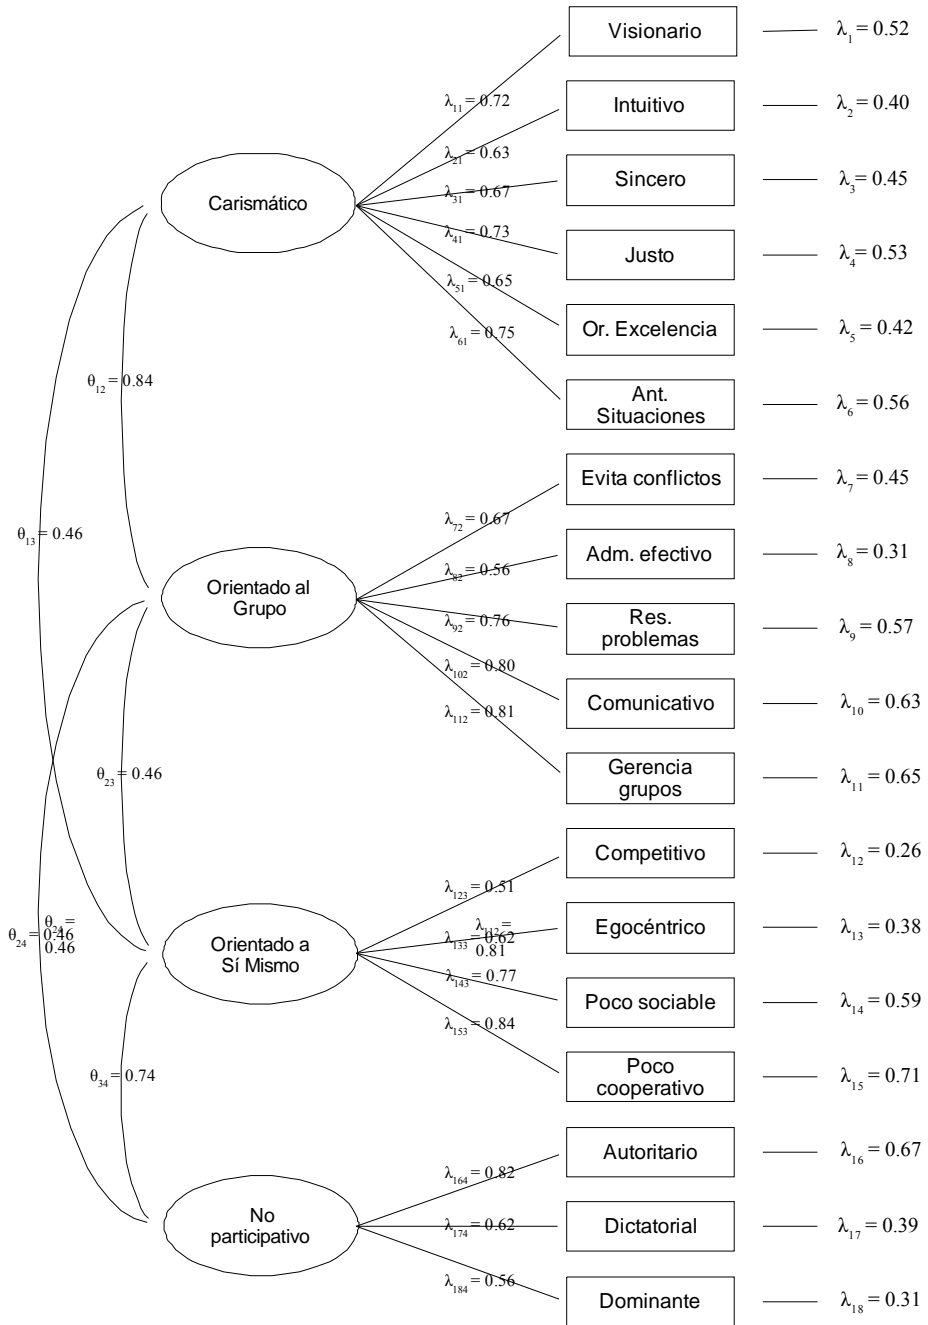 Visionario
λ1 = 0.52
λ11 = 0.72
Intuitivo
λ2 = 0.40
λ21 = 0.63
Sincero
λ3 = 0.45
Carismático
λ31 = 0.67
λ41 = 0.73
Justo
λ4 = 0.53
λ51 = 0.65
Or. Excelencia
λ5 = 0.42
λ61 = 0.75
θ12 = 0.84
Ant.
Situaciones
λ6 = 0.56
Evita conflictos
λ7 = 0.45
λ72 = 0.67
θ13 = 0.46
Adm. efectivo
λ8 = 0.31
λ82 = 0.56
Orientado al
Grupo
λ92 = 0.76
Res.
problemas
λ9 = 0.57
λ102 = 0.80
Comunicativo
λ10 = 0.63
λ112 = 0.81
θ23 = 0.46
Gerencia
grupos
λ11 = 0.65
Competitivo
λ12 = 0.26
λ123 = 0.51
Egocéntrico
λ13 = 0.38
λ112 =
0.81
λ133 = 0.62
θ24 =
0.46
θ24 = 0.46
Orientado a
Sí Mismo
λ143 = 0.77
Poco sociable
λ14 = 0.59
λ153 = 0.84
θ34 = 0.74
Poco
cooperativo
λ15 = 0.71
Autoritario
λ16 = 0.67
λ164 = 0.82
No
participativo
λ174 = 0.62
Dictatorial
λ17 = 0.39
λ184 = 0.56
Dominante
λ18 = 0.31